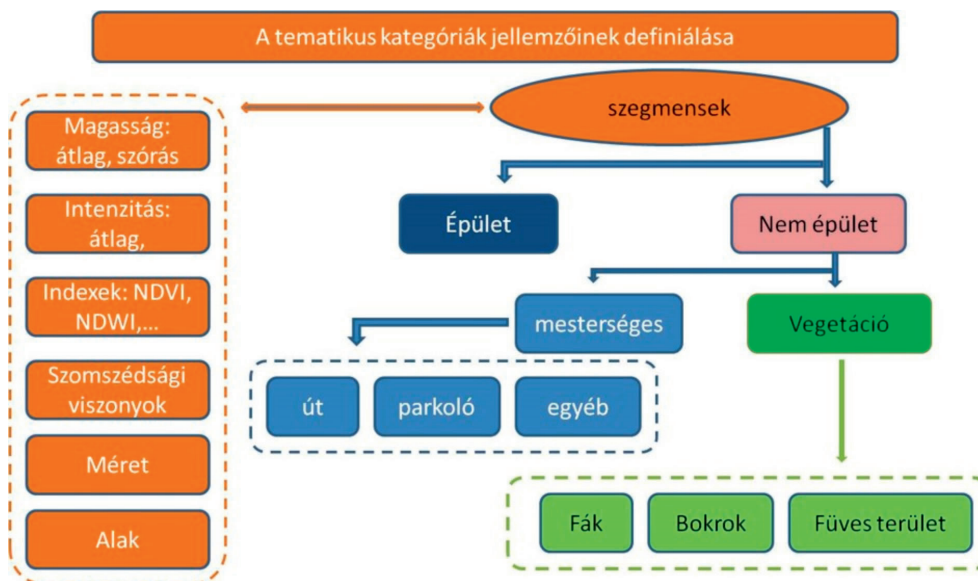 A tematikus kategóriák jellemzőinek definiálása
szegmensek
Magasság:
átlag, szórás
Intenzitás:
átlag,
Indexek: NDVI,
NDWI,...
Szomszédsági
viszonyok
Méret
Alak
Épület
Nem épület
mesterséges
Vegetáció
út
parkoló
egyéb
Fák
Bokrok
Füves terület